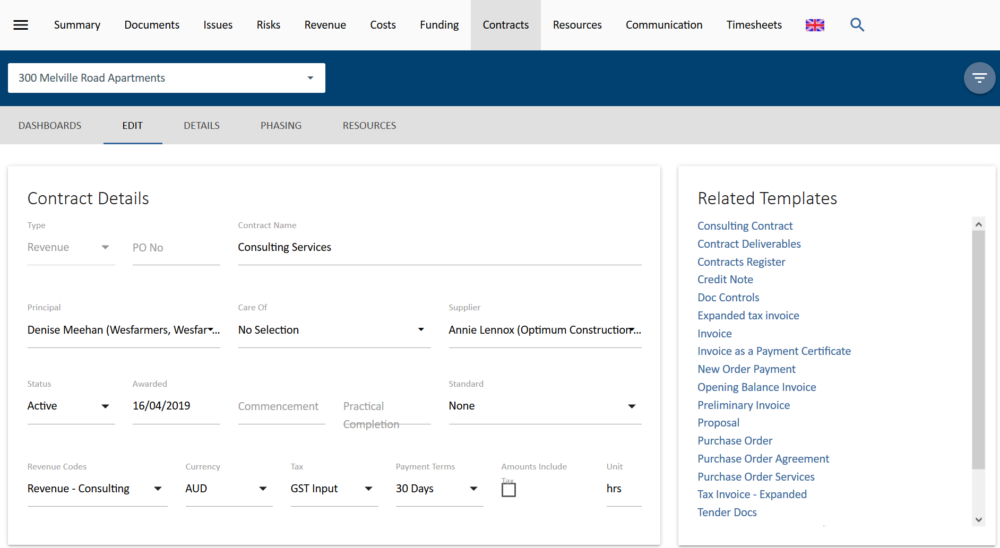 Summary Documents Issues Risks Revenue Costs Funding Contracts Resources Communication Timesheets
300 Melville Road Apartments
DASHBOARDS EDIT DETAILS PHASING RESOURCES
Contract Details
Type
Revenue
PO No
Contract Name
Consulting Services
Principal
Denise Meehan (Wesfarmers, Wesfar...
Care Of
No Selection
Supplier
Annie Lennox (Optimum Construction...
Status
Active
Awarded
16/04/2019
Commencement
Practical
Completion
Standard
None
Revenue Codes
Revenue - Consulting
Currency
AUD
Tax
GST Input
Payment Terms
30 Days
Amounts Include
Tax
Unit
hrs
Related Templates
Consulting Contract
Contract Deliverables
Contracts Register
Credit Note
Doc Controls
Expanded tax invoice
Invoice
Invoice as a Payment Certificate
New Order Payment
Opening Balance Invoice
Preliminary Invoice
Proposal
Purchase Order
Purchase Order Agreement
Purchase Order Services
Tax Invoice - Expanded
Tender Docs